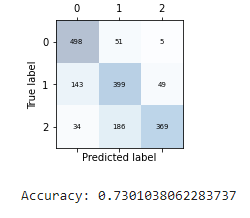 0 1 2
0 498 51 5
1 143 399 49
2 34 186 369
True label
Predicted label
Accuracy: 0.7301038062283737